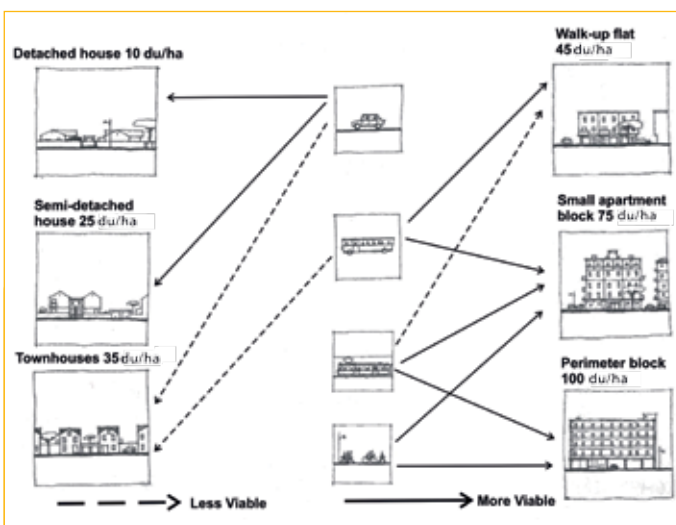 Detached house 10 du/ha
Walk-up flat
45 du/ha
Semi-detached
house 25 du/ha
Small apartment
block 75 du/ha
Townhouses 35 du/ha
Perimeter block
100 du/ha
Less Viable
More Viable